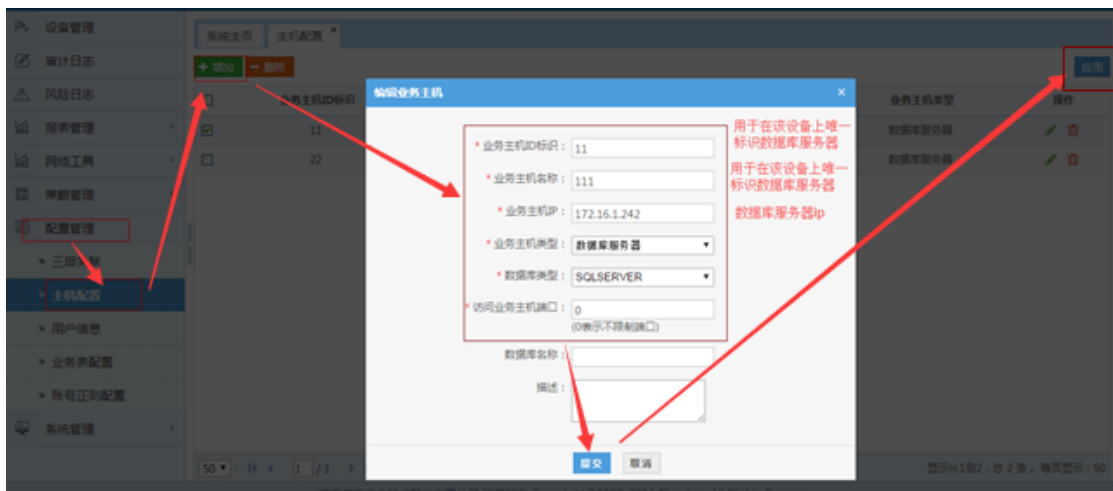 设备管理
系统主页 主机配置 ×
审计日志
+ 增加 − 删除 应用
风险日志
业务主机ID标识 编辑业务主机 × 业务主机类型 操作
报表管理
11 数据库服务器
* 业务主机ID标识： 11 用于在该设备上唯一
标识数据库服务器
网络工具
22 数据库服务器
* 业务主机名称： 111 用于在该设备上唯一
标识数据库服务器
策略管理
* 业务主机IP： 172.16.1.242 数据库服务器ip
配置管理
* 业务主机类型： 数据库服务器
» 三层关联
* 数据库类型： SQLSERVER
» 主机配置
* 访问业务主机端口： 0
(0表示不限制端口)
» 用户信息
数据库名称：
» 业务表配置
描述：
» 账号正则配置
系统管理
提交 取消
50 1 / 1 显示从1到2，总 2 条 。每页显示：50